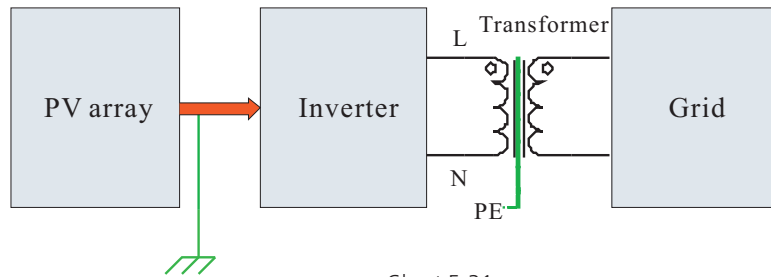 Transformer
L
PV array
Inverter
Grid
N
PE